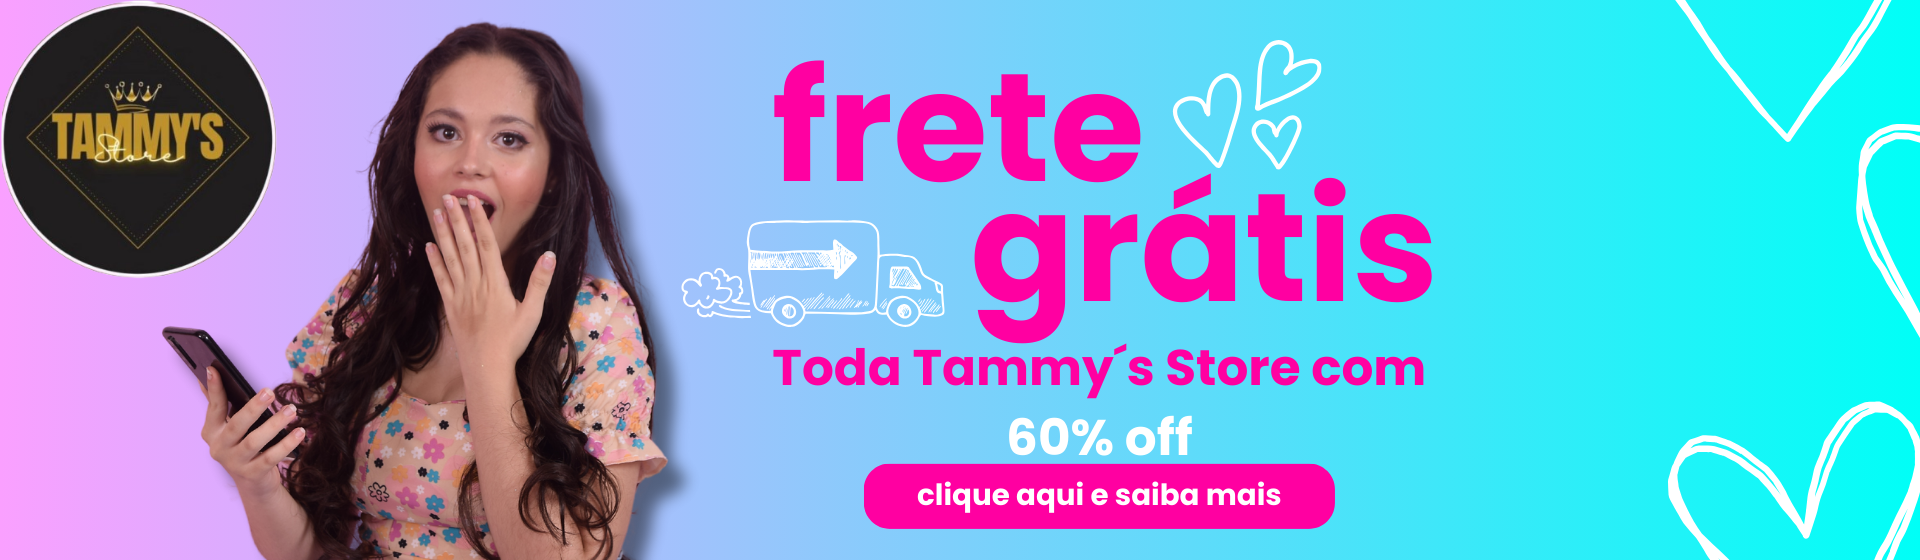 TAMMY'S
Store
frete
grátis
Toda Tammy´s Store com
60% off
clique aqui e saiba mais